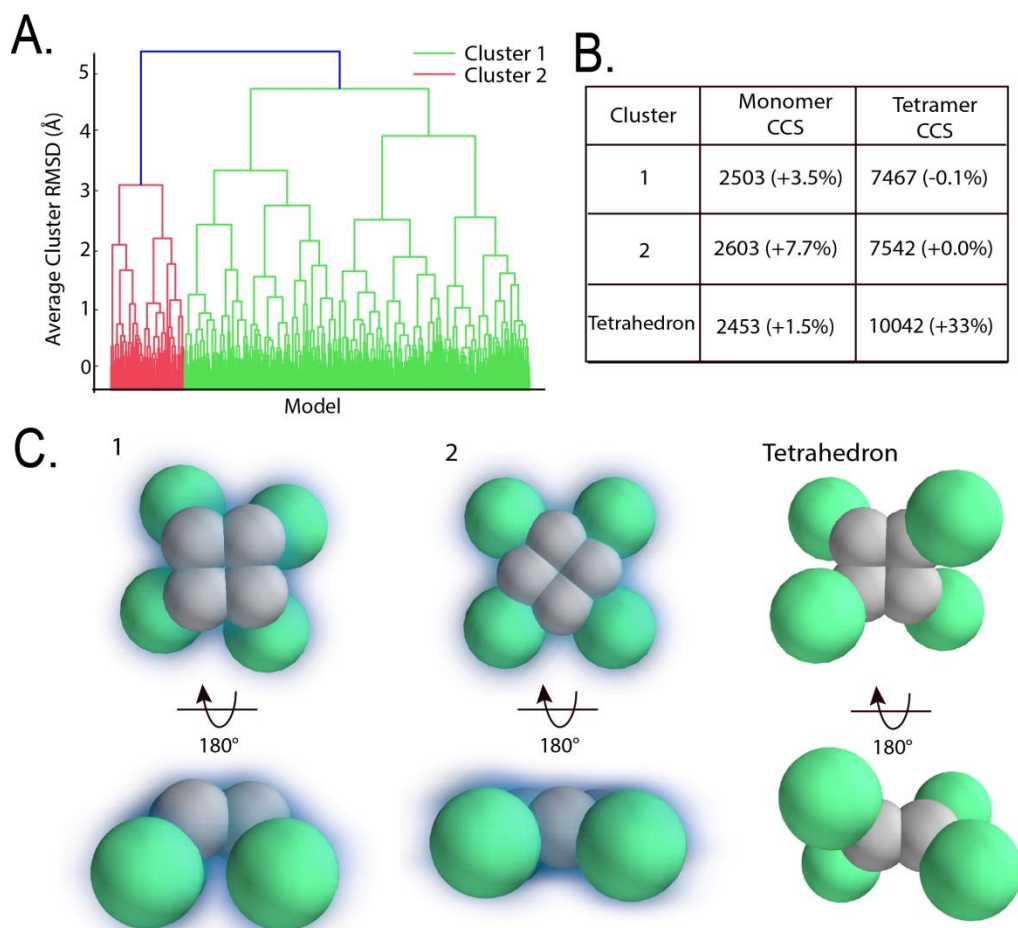 A.
Average Cluster RMSD (Å)
5
4
3
2
1
0
Model
Cluster 1
Cluster 2
B.
Cluster
Monomer
CCS
Tetramer
CCS
1
2503 (+3.5%)
7467 (-0.1%)
2
2603 (+7.7%)
7542 (+0.0%)
Tetrahedron
2453 (+1.5%)
10042 (+33%)
C.
1
2
Tetrahedron
180°
180°
180°